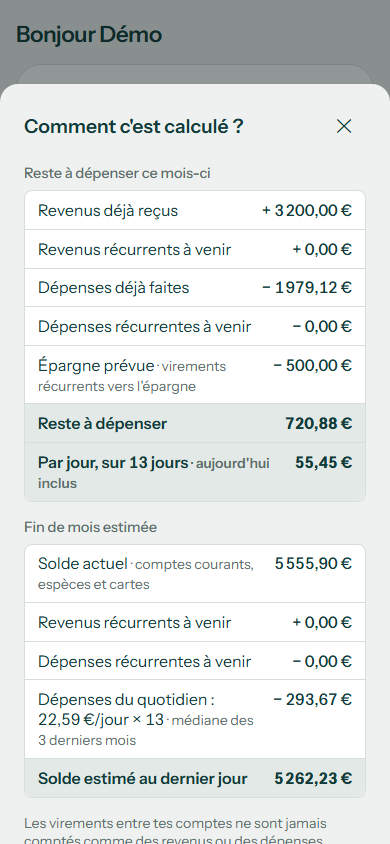 Bonjour Démo
Comment c'est calculé ?
Reste à dépenser ce mois-ci
Revenus déjà reçus + 3 200,00 €
Revenus récurrents à venir + 0,00 €
Dépenses déjà faites − 1 979,12 €
Dépenses récurrentes à venir − 0,00 €
Épargne prévue · virements − 500,00 €
récurrents vers l'épargne
Reste à dépenser 720,88 €
Par jour, sur 13 jours · aujourd'hui 55,45 €
inclus
Fin de mois estimée
Solde actuel · comptes courants, 5 555,90 €
espèces et cartes
Revenus récurrents à venir + 0,00 €
Dépenses récurrentes à venir − 0,00 €
Dépenses du quotidien : − 293,67 €
22,59 €/jour × 13 · médiane des
3 derniers mois
Solde estimé au dernier jour 5 262,23 €
Les virements entre tes comptes ne sont jamais
comptés comme des revenus ou des dépenses